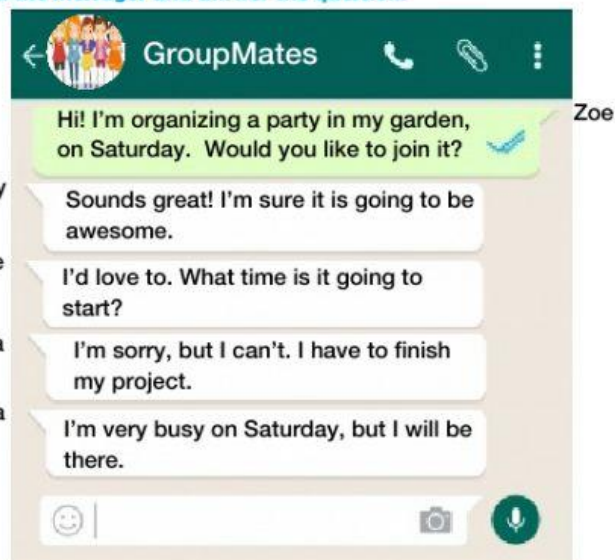 GroupMates
Hi! I'm organizing a party in my garden,
on Saturday. Would you like to join it?
Zoe
Sounds great! I'm sure it is going to be
awesome.
I'd love to. What time is it going to
start?
I'm sorry, but I can't. I have to finish
my project.
I'm very busy on Saturday, but I will be
there.